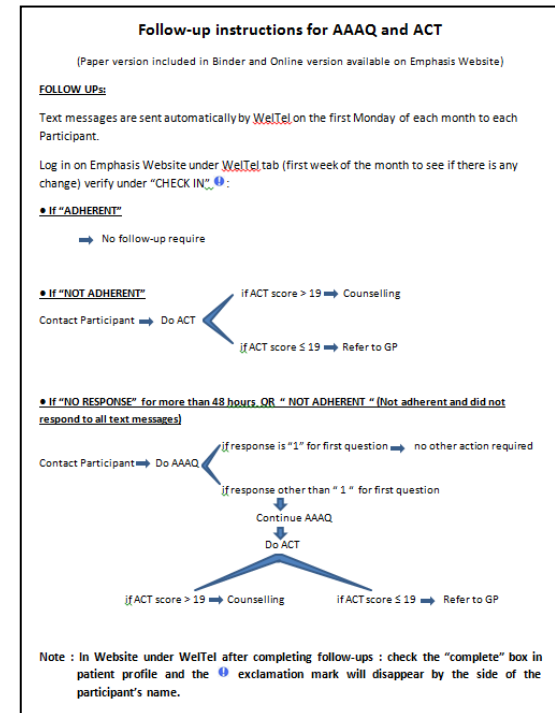 Follow-up instructions for AAAQ and ACT
(Paper version included in Binder and Online version available on Emphasis Website)
FOLLOW UPs:
Text messages are sent automatically by WelTel on the first Monday of each month to each
Participant.
Log in on Emphasis Website under WelTel tab (first week of the month to see if there is any
change) verify under "CHECK IN" ! :
• If "ADHERENT"
➡ No follow-up require
• If "NOT ADHERENT"
if ACT score > 19 ➡ Counselling
Contact Participant ➡ Do ACT
if ACT score ≤ 19 ➡ Refer to GP
• If "NO RESPONSE" for more than 48 hours OR " NOT ADHERENT " (Not adherent and did not
respond to all text messages)
if response is "1" for first question ➡ no other action required
Contact Participant ➡ Do AAAQ
if response other than " 1 " for first question
Continue AAAQ
Do ACT
if ACT score > 19 ➡ Counselling if ACT score ≤ 19 ➡ Refer to GP
Note : In Website under WelTel after completing follow-ups : check the "complete" box in
patient profile and the ! exclamation mark will disappear by the side of the
participant's name.